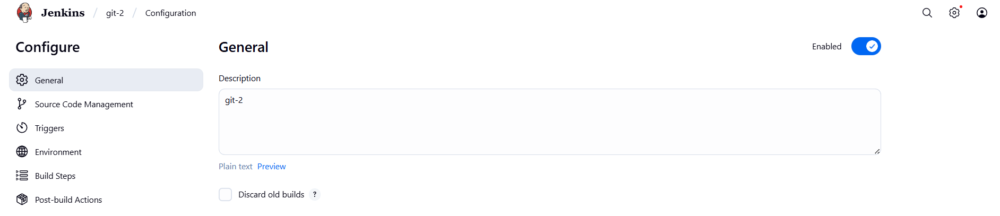 Jenkins / git-2 / Configuration
Configure
General
Source Code Management
Triggers
Environment
Build Steps
Post-build Actions
General
Enabled
Description
git-2
Plain text Preview
Discard old builds ?